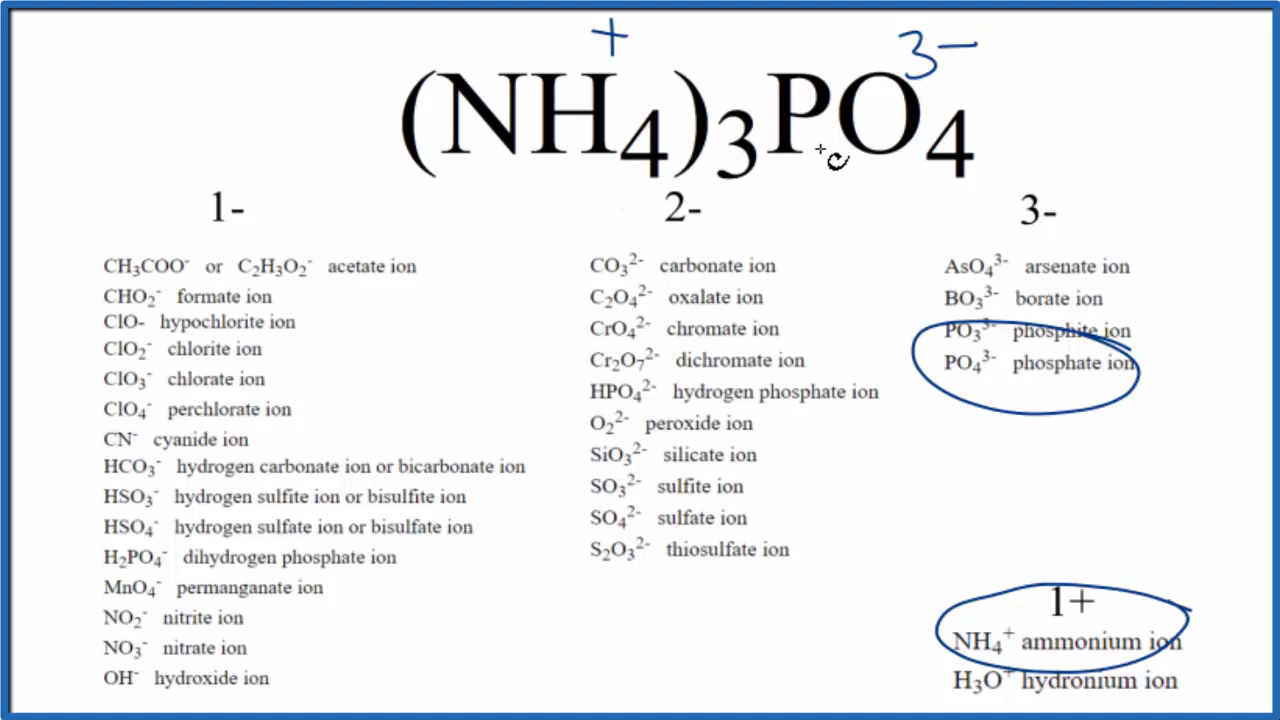 + 3-
(NH₄)₃PO₄
1-
CH₃COO⁻ or C₂H₃O₂⁻ acetate ion
CHO₂⁻ formate ion
ClO- hypochlorite ion
ClO₂⁻ chlorite ion
ClO₃⁻ chlorate ion
ClO₄⁻ perchlorate ion
CN⁻ cyanide ion
HCO₃⁻ hydrogen carbonate ion or bicarbonate ion
HSO₃⁻ hydrogen sulfite ion or bisulfite ion
HSO₄⁻ hydrogen sulfate ion or bisulfate ion
H₂PO₄⁻ dihydrogen phosphate ion
MnO₄⁻ permanganate ion
NO₂⁻ nitrite ion
NO₃⁻ nitrate ion
OH⁻ hydroxide ion
2-
CO₃²⁻ carbonate ion
C₂O₄²⁻ oxalate ion
CrO₄²⁻ chromate ion
Cr₂O₇²⁻ dichromate ion
HPO₄²⁻ hydrogen phosphate ion
O₂²⁻ peroxide ion
SiO₃²⁻ silicate ion
SO₃²⁻ sulfite ion
SO₄²⁻ sulfate ion
S₂O₃²⁻ thiosulfate ion
3-
AsO₄³⁻ arsenate ion
BO₃³⁻ borate ion
PO₃³⁻ phosphite ion
PO₄³⁻ phosphate ion
1+
NH₄⁺ ammonium ion
H₃O⁺ hydronium ion